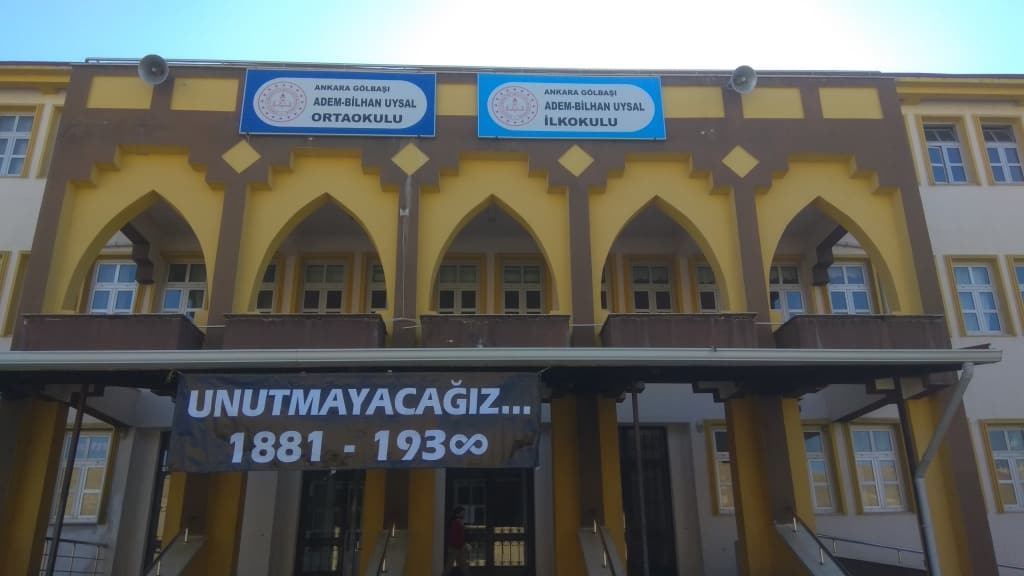 ANKARA GÖLBAŞI
ADEM-BİLHAN UYSAL
ORTAOKULU
ANKARA GÖLBAŞI
ADEM-BİLHAN UYSAL
İLKOKULU
UNUTMAYACAĞIZ...
1881 - 193∞